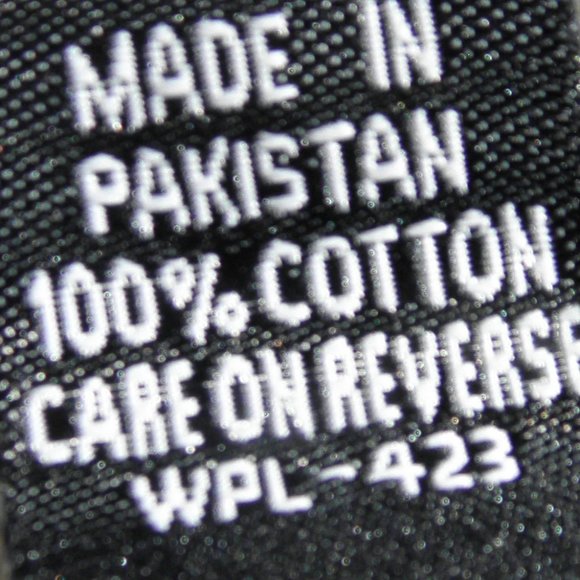 MADE IN
PAKISTAN
100% COTTON
CARE ON REVERSE
WPL-423